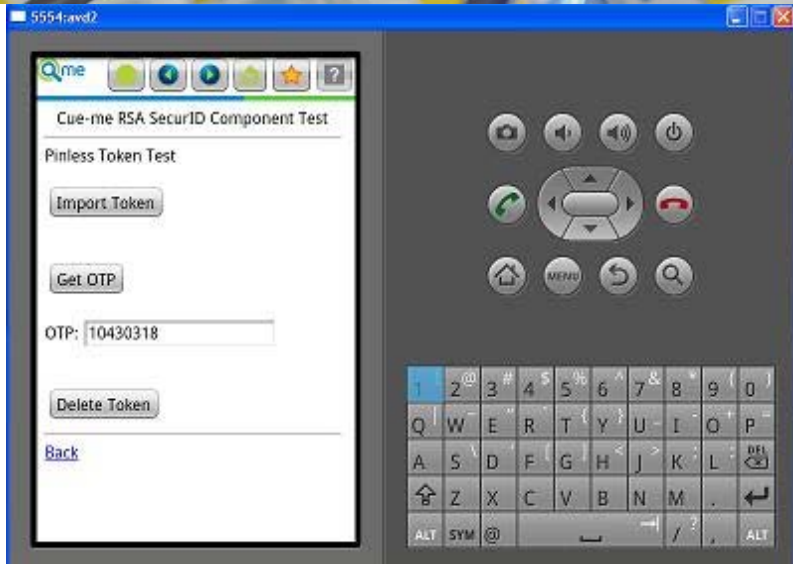 5554:avd2
Qme
?
Cue-me RSA SecurID Component Test
Pinless Token Test
Import Token
Get OTP
OTP: 10430318
Delete Token
Back
MENU
1 2 @ 3 # 4 $ 5 % 6 ^ 7 & 8 * 9 ( 0 )
Q | W ~ E " R ` T { Y } U _ I - O + P =
A S \ D ' F [ G ] H < J > K ; L : DEL
Z X C V B N M .
ALT SYM @ / ? , ALT